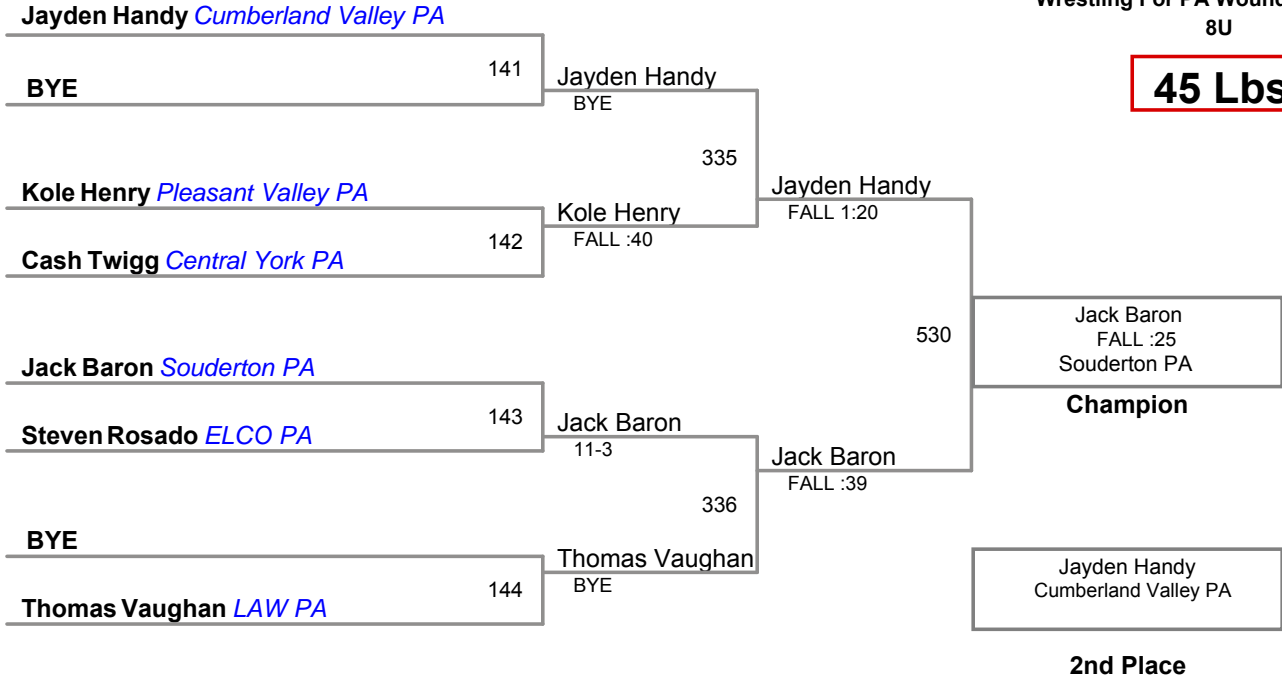 Jayden Handy Cumberland Valley PA
BYE
141
Jayden Handy
BYE
Kole Henry Pleasant Valley PA
Cash Twigg Central York PA
142
Kole Henry
FALL :40
335
Jayden Handy
FALL 1:20
Jack Baron Souderton PA
Steven Rosado ELCO PA
143
Jack Baron
11-3
BYE
Thomas Vaughan LAW PA
144
Thomas Vaughan
BYE
336
Jack Baron
FALL :39
530
Wrestling For PA Wound
8U
45 Lbs
Jack Baron
FALL :25
Souderton PA
Champion
Jayden Handy
Cumberland Valley PA
2nd Place